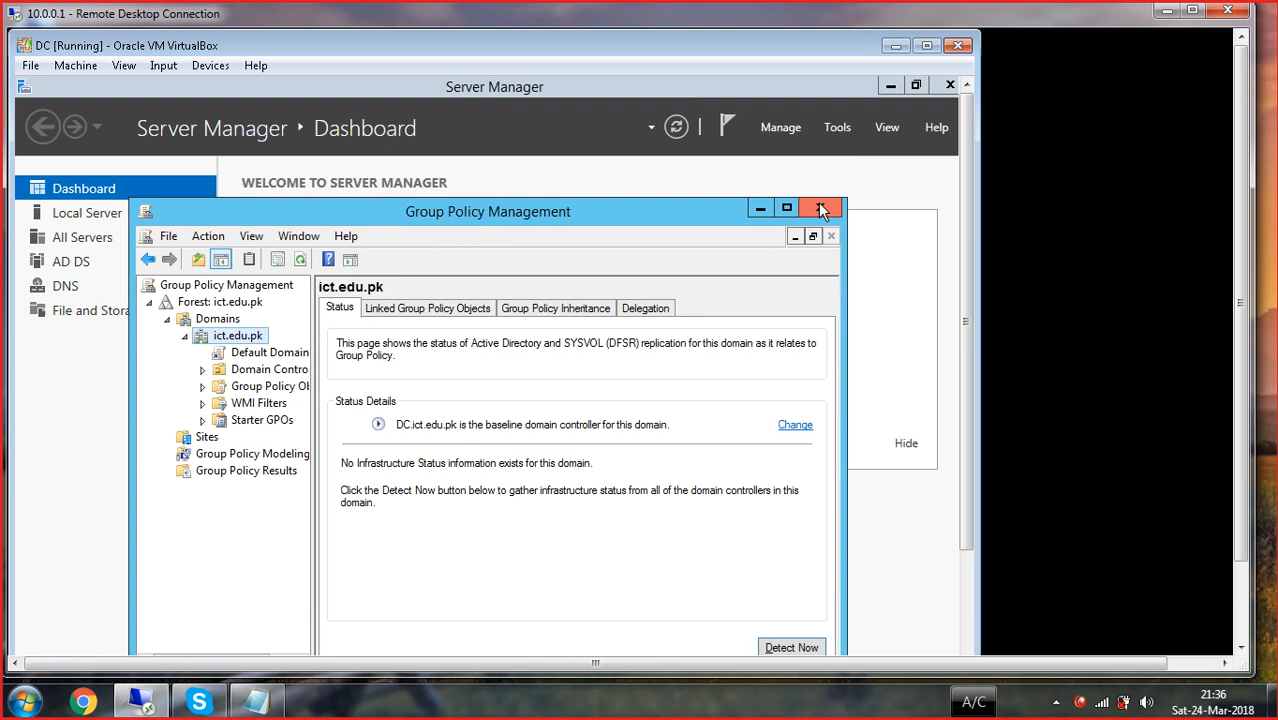 10.0.0.1 - Remote Desktop Connection
DC [Running] - Oracle VM VirtualBox
File Machine View Input Devices Help
Server Manager
Server Manager Dashboard
Manage Tools View Help
Dashboard
Local Server
All Servers
AD DS
DNS
File and Stora
WELCOME TO SERVER MANAGER
Group Policy Management
File Action View Window Help
Group Policy Management
Forest: ict.edu.pk
Domains
ict.edu.pk
Default Domain
Domain Contro
Group Policy Ob
WMI Filters
Starter GPOs
Sites
Group Policy Modeling
Group Policy Results
ict.edu.pk
Status Linked Group Policy Objects Group Policy Inheritance Delegation
This page shows the status of Active Directory and SYSVOL (DFSR) replication for this domain as it relates to
Group Policy.
Status Details
DC.ict.edu.pk is the baseline domain controller for this domain. Change
No Infrastructure Status information exists for this domain.
Click the Detect Now button below to gather infrastructure status from all of the domain controllers in this
domain.
Detect Now
Hide
A/C
21:36
Sat-24-Mar-2018